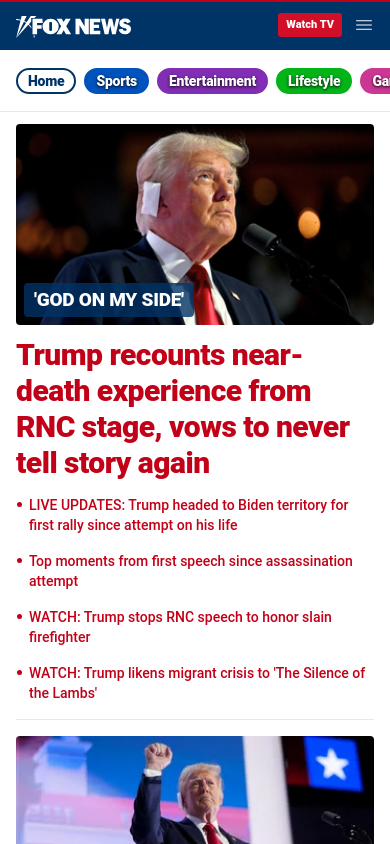 FOX NEWS
Watch TV
Home
Sports
Entertainment
Lifestyle
'GOD ON MY SIDE'
Trump recounts near-
death experience from
RNC stage, vows to never
tell story again
• LIVE UPDATES: Trump headed to Biden territory for
first rally since attempt on his life
• Top moments from first speech since assassination
attempt
• WATCH: Trump stops RNC speech to honor slain
firefighter
• WATCH: Trump likens migrant crisis to 'The Silence of
the Lambs'